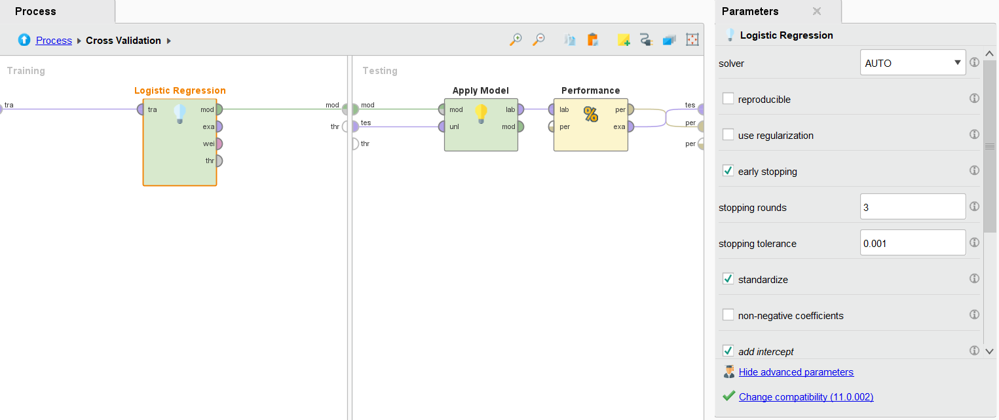 Process
Process Cross Validation
Training
Logistic Regression
tra
tra
mod
exa
wei
thr
mod
thr
Testing
mod
tes
thr
Apply Model
mod
unl
lab
mod
Performance
lab
per
per
exa
%
tes
per
per
Parameters
Logistic Regression
solver AUTO
reproducible
use regularization
early stopping
stopping rounds 3
stopping tolerance 0.001
standardize
non-negative coefficients
add intercept
Hide advanced parameters
Change compatibility (11.0.002)